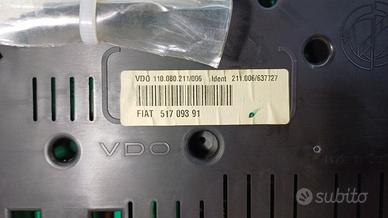 VDO 110.080.211/006 Ident 211.006/637727
FIAT 517 093 91
VDO
subito